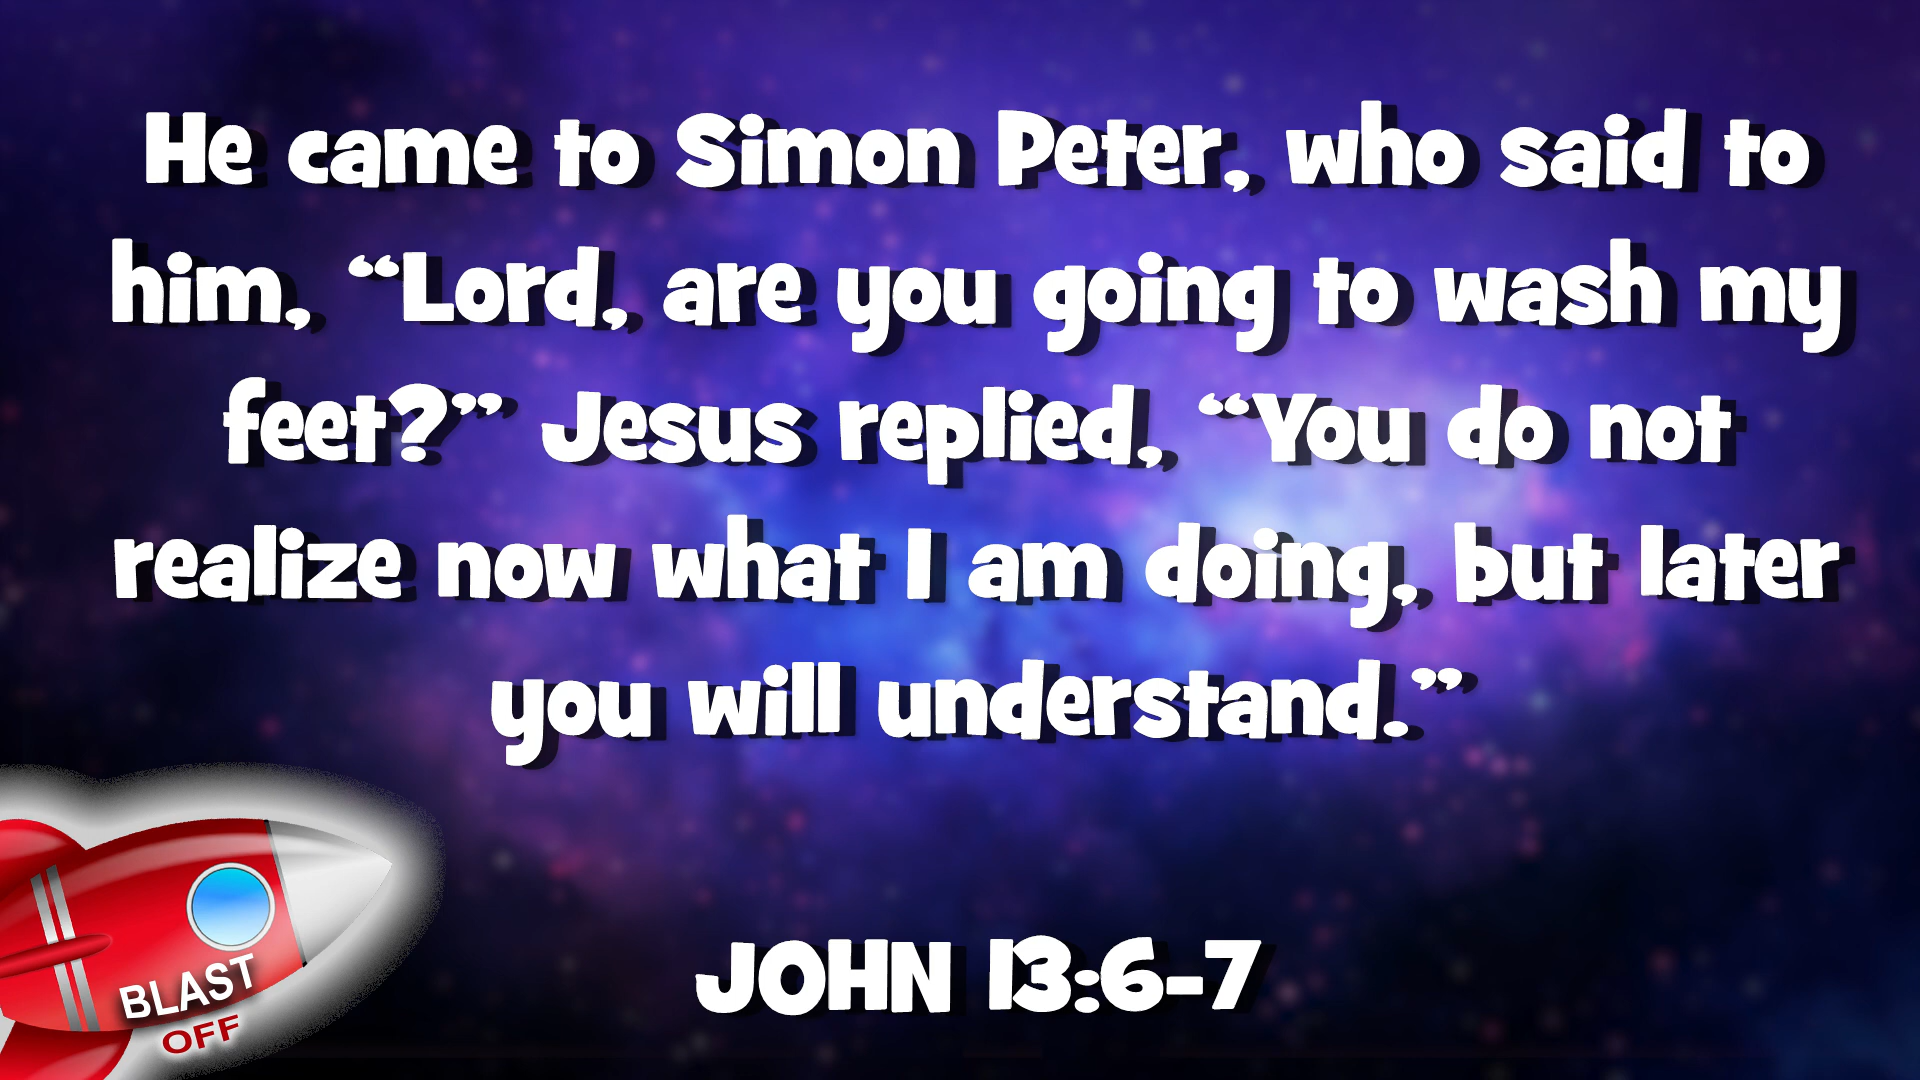 He came to Simon Peter, who said to
him, “Lord, are you going to wash my
feet?” Jesus replied, “You do not
realize now what I am doing, but later
you will understand.”
JOHN 13:6-7
BLAST
OFF